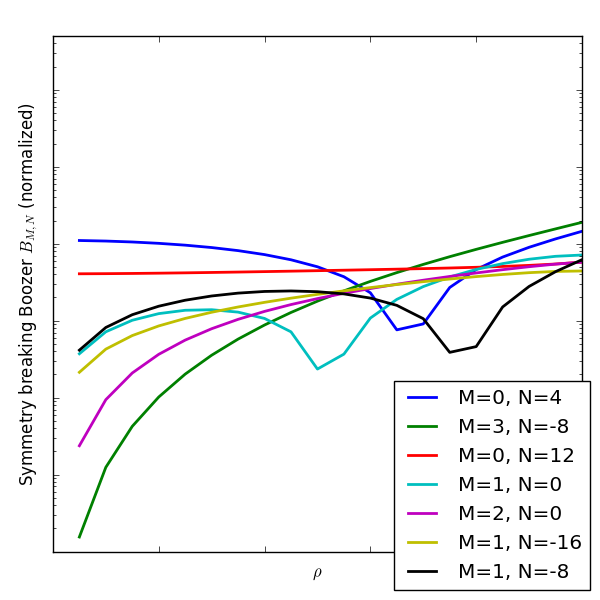 Symmetry breaking Boozer B_{M,N} (normalized)
ρ
M=0, N=4
M=3, N=-8
M=0, N=12
M=1, N=0
M=2, N=0
M=1, N=-16
M=1, N=-8